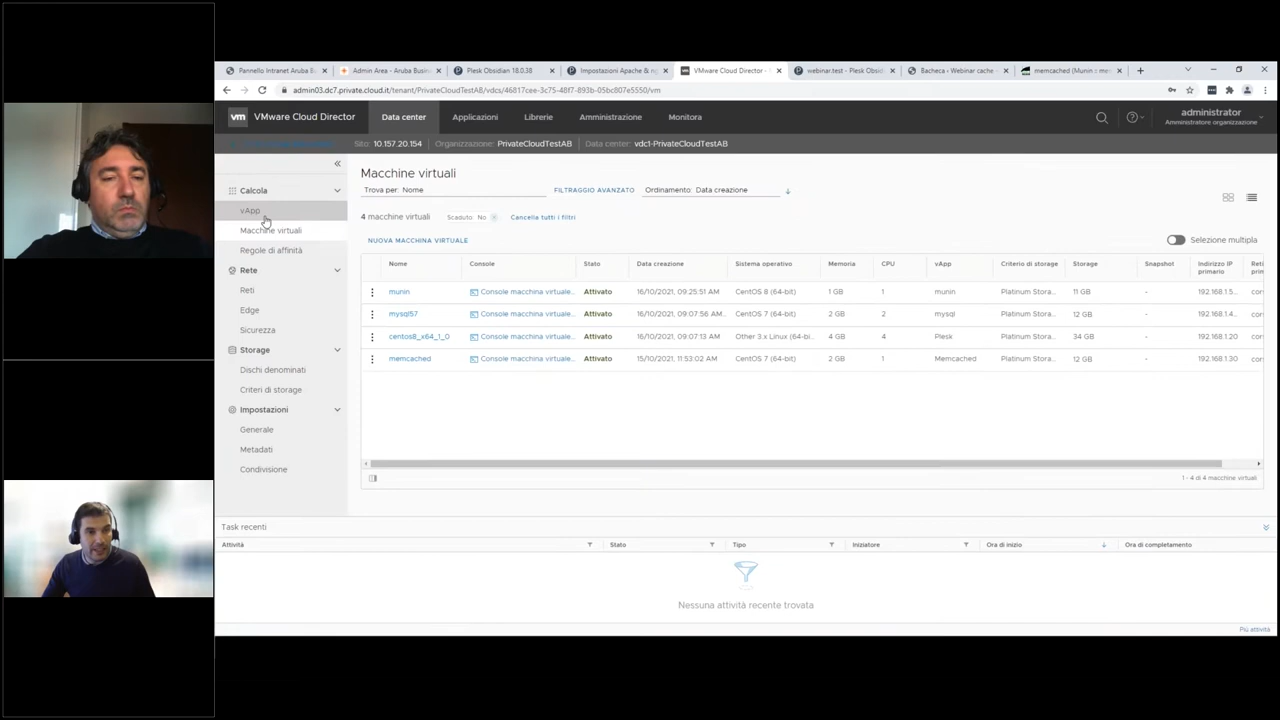 Pannello Intranet Aruba Bu
Admin Area - Aruba Busin
Plesk Obsidian 18.0.38
Impostazioni Apache & ng
VMware Cloud Director -
webinar.test - Plesk Obsidi
Bacheca ‹ Webinar cache
memcached (Munin :: me
admin03.dc7.private.cloud.it/tenant/PrivateCloudTestAB/vdcs/46817cee-3c75-48f7-893b-05bc807e5550/vm
vm VMware Cloud Director
Data center
Applicazioni
Librerie
Amministrazione
Monitora
administrator
Amministratore organizzazione
Sito: 10.157.20.154 Organizzazione: PrivateCloudTestAB Data center: vdc1-PrivateCloudTestAB
Calcola
vApp
Macchine virtuali
Regole di affinità
Rete
Reti
Edge
Sicurezza
Storage
Dischi denominati
Criteri di storage
Impostazioni
Generale
Metadati
Condivisione
Macchine virtuali
Trova per: Nome FILTRAGGIO AVANZATO Ordinamento: Data creazione
4 macchine virtuali Scaduto: No Cancella tutti i filtri
NUOVA MACCHINA VIRTUALE Selezione multipla
Nome Console Stato Data creazione Sistema operativo Memoria CPU vApp Criterio di storage Storage Snapshot Indirizzo IP primario
munin Console macchina virtuale... Attivato 16/10/2021, 09:25:51 AM CentOS 8 (64-bit) 1 GB 1 munin Platinum Stora... 11 GB - 192.168.1.5...
mysql57 Console macchina virtuale... Attivato 16/10/2021, 09:07:56 AM... CentOS 7 (64-bit) 2 GB 2 mysql Platinum Stora... 12 GB - 192.168.1.4...
centos8_x64_1_0 Console macchina virtuale... Attivato 16/10/2021, 09:07:13 AM Other 3.x Linux (64-bi... 4 GB 4 Plesk Platinum Stora... 34 GB - 192.168.1.20
memcached Console macchina virtuale... Attivato 15/10/2021, 11:53:02 AM CentOS 7 (64-bit) 2 GB 1 Memcached Platinum Stora... 12 GB - 192.168.1.30
1 - 4 di 4 macchine virtuali
Task recenti
Attività Stato Tipo Iniziatore Ora di inizio Ora di completamento
Nessuna attività recente trovata
Più attività